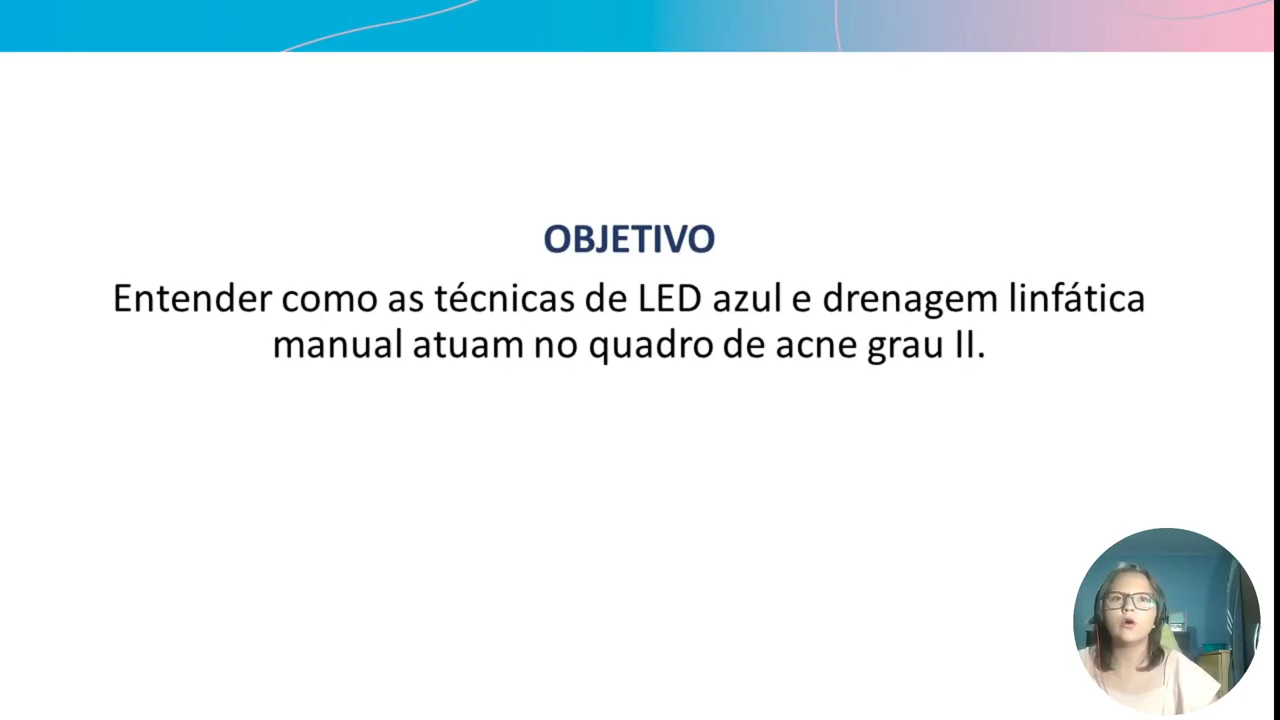 OBJETIVO
Entender como as técnicas de LED azul e drenagem linfática
manual atuam no quadro de acne grau II.